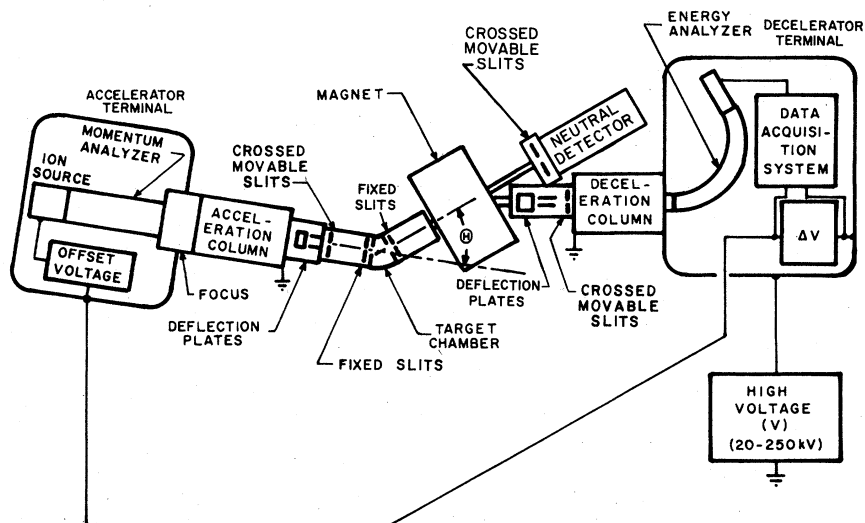 ACCELERATOR
TERMINAL
MOMENTUM
ANALYZER
ION
SOURCE
OFFSET
VOLTAGE
FOCUS
ACCEL-
ERATION
COLUMN
CROSSED
MOVABLE
SLITS
DEFLECTION
PLATES
FIXED SLITS
FIXED
SLITS
TARGET
CHAMBER
MAGNET
Θ
CROSSED
MOVABLE
SLITS
NEUTRAL
DETECTOR
DEFLECTION
PLATES
CROSSED
MOVABLE
SLITS
DECEL-
ERATION
COLUMN
ENERGY
ANALYZER
DECELERATOR
TERMINAL
DATA
ACQUISI-
TION
SYSTEM
ΔV
HIGH
VOLTAGE
(V)
(20-250kV)